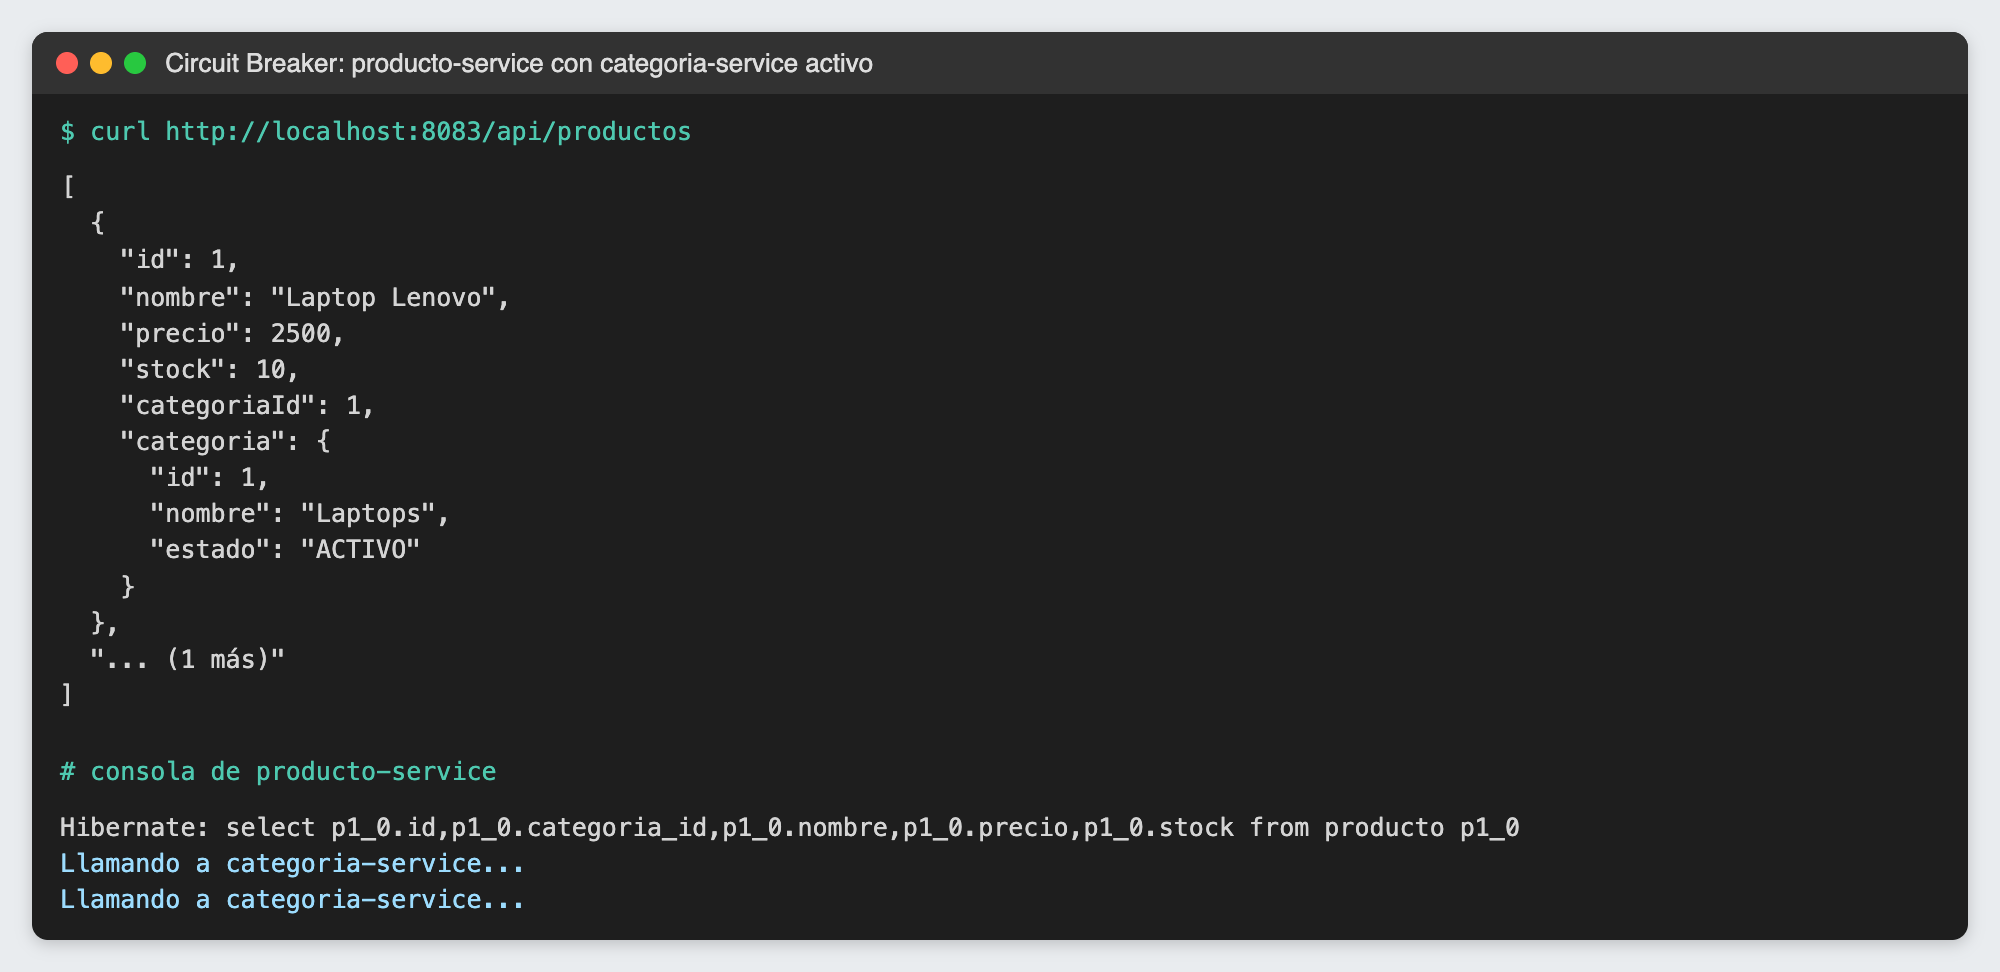 Circuit Breaker: producto-service con categoria-service activo
$ curl http://localhost:8083/api/productos
[
  {
    "id": 1,
    "nombre": "Laptop Lenovo",
    "precio": 2500,
    "stock": 10,
    "categoriaId": 1,
    "categoria": {
      "id": 1,
      "nombre": "Laptops",
      "estado": "ACTIVO"
    }
  },
  "... (1 más)"
]
# consola de producto-service
Hibernate: select p1_0.id,p1_0.categoria_id,p1_0.nombre,p1_0.precio,p1_0.stock from producto p1_0
Llamando a categoria-service...
Llamando a categoria-service...